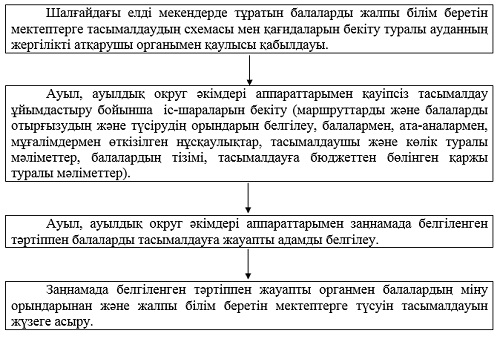 Шалғайдағы елді мекендерде тұратын балаларды жалпы білім беретін
мектептерге тасымалдаудың схемасы мен қағидаларын бекіту туралы ауданның
жергілікті атқарушы органымен қаулысы қабылдауы.
Ауыл, ауылдық округ әкімдері аппараттарымен қауіпсіз тасымалдау
ұйымдастыру бойынша іс-шараларын бекіту (маршруттарды және балаларды
отырғызудың және түсірудің орындарын белгілеу, балалармен, ата-аналармен,
мұғалімдермен өткізілген нұсқаулықтар, тасымалдаушы және көлік туралы
мәліметтер, балалардың тізімі, тасымалдауға бюджеттен бөлінген қаржы
туралы мәліметтер).
Ауыл, ауылдық округ әкімдері аппараттарымен заңнамада белгіленген
тәртіппен балаларды тасымалдауға жауапты адамды белгілеу.
Заңнамада белгіленген тәртіппен жауапты органмен балалардың міну
орындарынан және жалпы білім беретін мектептерге түсуін тасымалдауын
жүзеге асыру.